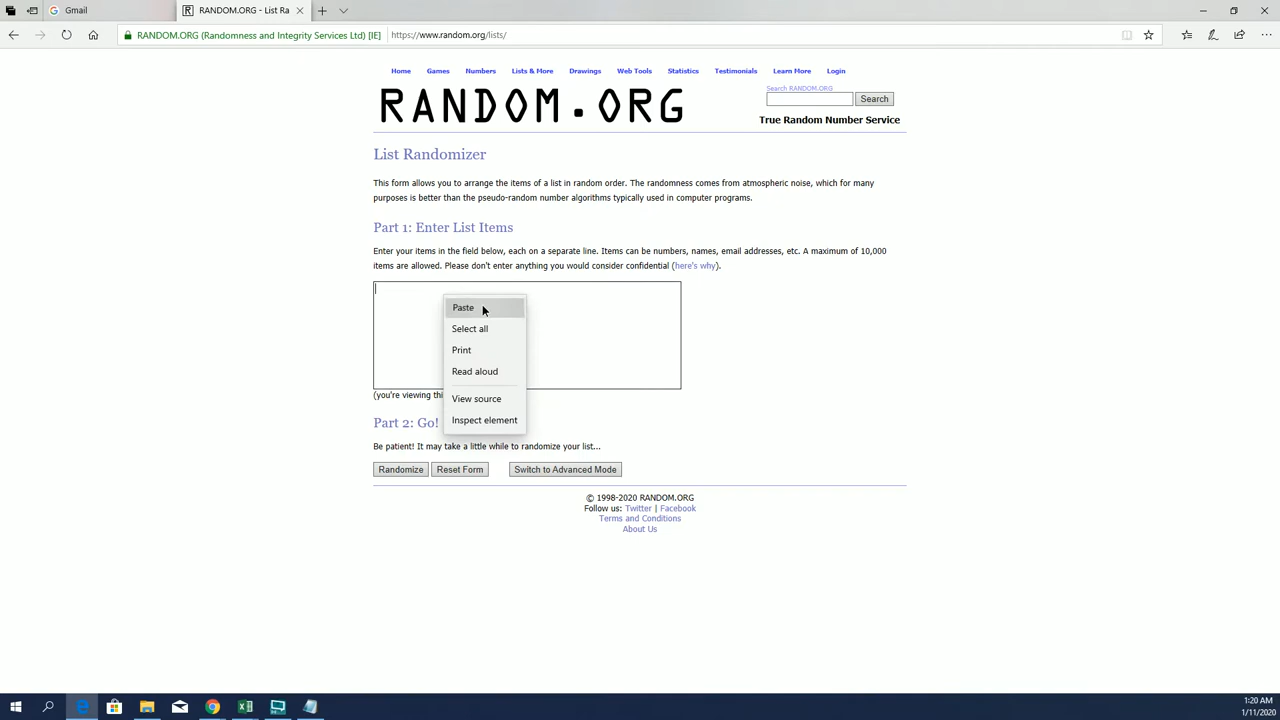 Gmail
RANDOM.ORG - List Ra
RANDOM.ORG (Randomness and Integrity Services Ltd) [IE]
https://www.random.org/lists/
Home Games Numbers Lists & More Drawings Web Tools Statistics Testimonials Learn More Login
RANDOM.ORG
Search RANDOM.ORG
Search
True Random Number Service
List Randomizer
This form allows you to arrange the items of a list in random order. The randomness comes from atmospheric noise, which for many
purposes is better than the pseudo-random number algorithms typically used in computer programs.
Part 1: Enter List Items
Enter your items in the field below, each on a separate line. Items can be numbers, names, email addresses, etc. A maximum of 10,000
items are allowed. Please don't enter anything you would consider confidential (here's why).
Paste
Select all
Print
Read aloud
View source
Inspect element
(you're viewing thi
Part 2: Go!
Be patient! It may take a little while to randomize your list...
Randomize Reset Form Switch to Advanced Mode
© 1998-2020 RANDOM.ORG
Follow us: Twitter | Facebook
Terms and Conditions
About Us
1:20 AM
1/11/2020